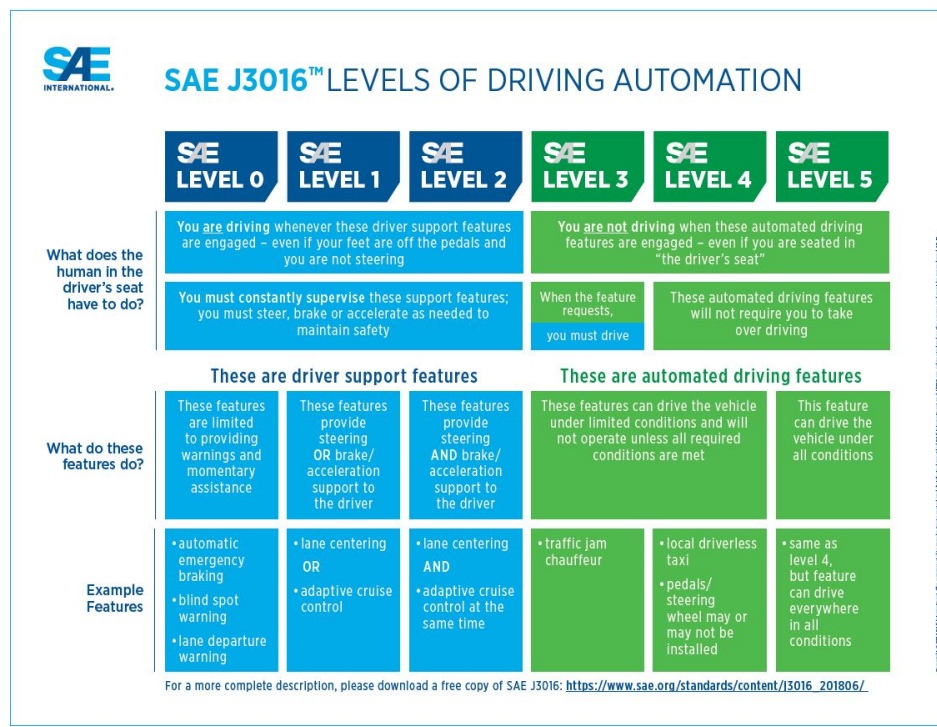 SAE
INTERNATIONAL.
SAE J3016™ LEVELS OF DRIVING AUTOMATION
SAE
LEVEL 0
SAE
LEVEL 1
SAE
LEVEL 2
SAE
LEVEL 3
SAE
LEVEL 4
SAE
LEVEL 5
What does the
human in the
driver's seat
have to do?
You are driving whenever these driver support features
are engaged – even if your feet are off the pedals and
you are not steering
You are not driving when these automated driving
features are engaged – even if you are seated in
"the driver's seat"
You must constantly supervise these support features;
you must steer, brake or accelerate as needed to
maintain safety
When the feature
requests,
you must drive
These automated driving features
will not require you to take
over driving
These are driver support features
These are automated driving features
What do these
features do?
These features
are limited
to providing
warnings and
momentary
assistance
These features
provide
steering
OR brake/
acceleration
support to
the driver
These features
provide
steering
AND brake/
acceleration
support to
the driver
These features can drive the vehicle
under limited conditions and will
not operate unless all required
conditions are met
This feature
can drive the
vehicle under
all conditions
Example
Features
• automatic
emergency
braking
• blind spot
warning
• lane departure
warning
• lane centering
OR
• adaptive cruise
control
• lane centering
AND
• adaptive cruise
control at the
same time
• traffic jam
chauffeur
• local driverless
taxi
• pedals/
steering
wheel may or
may not be
installed
• same as
level 4,
but feature
can drive
everywhere
in all
conditions
For a more complete description, please download a free copy of SAE J3016: https://www.sae.org/standards/content/j3016_201806/